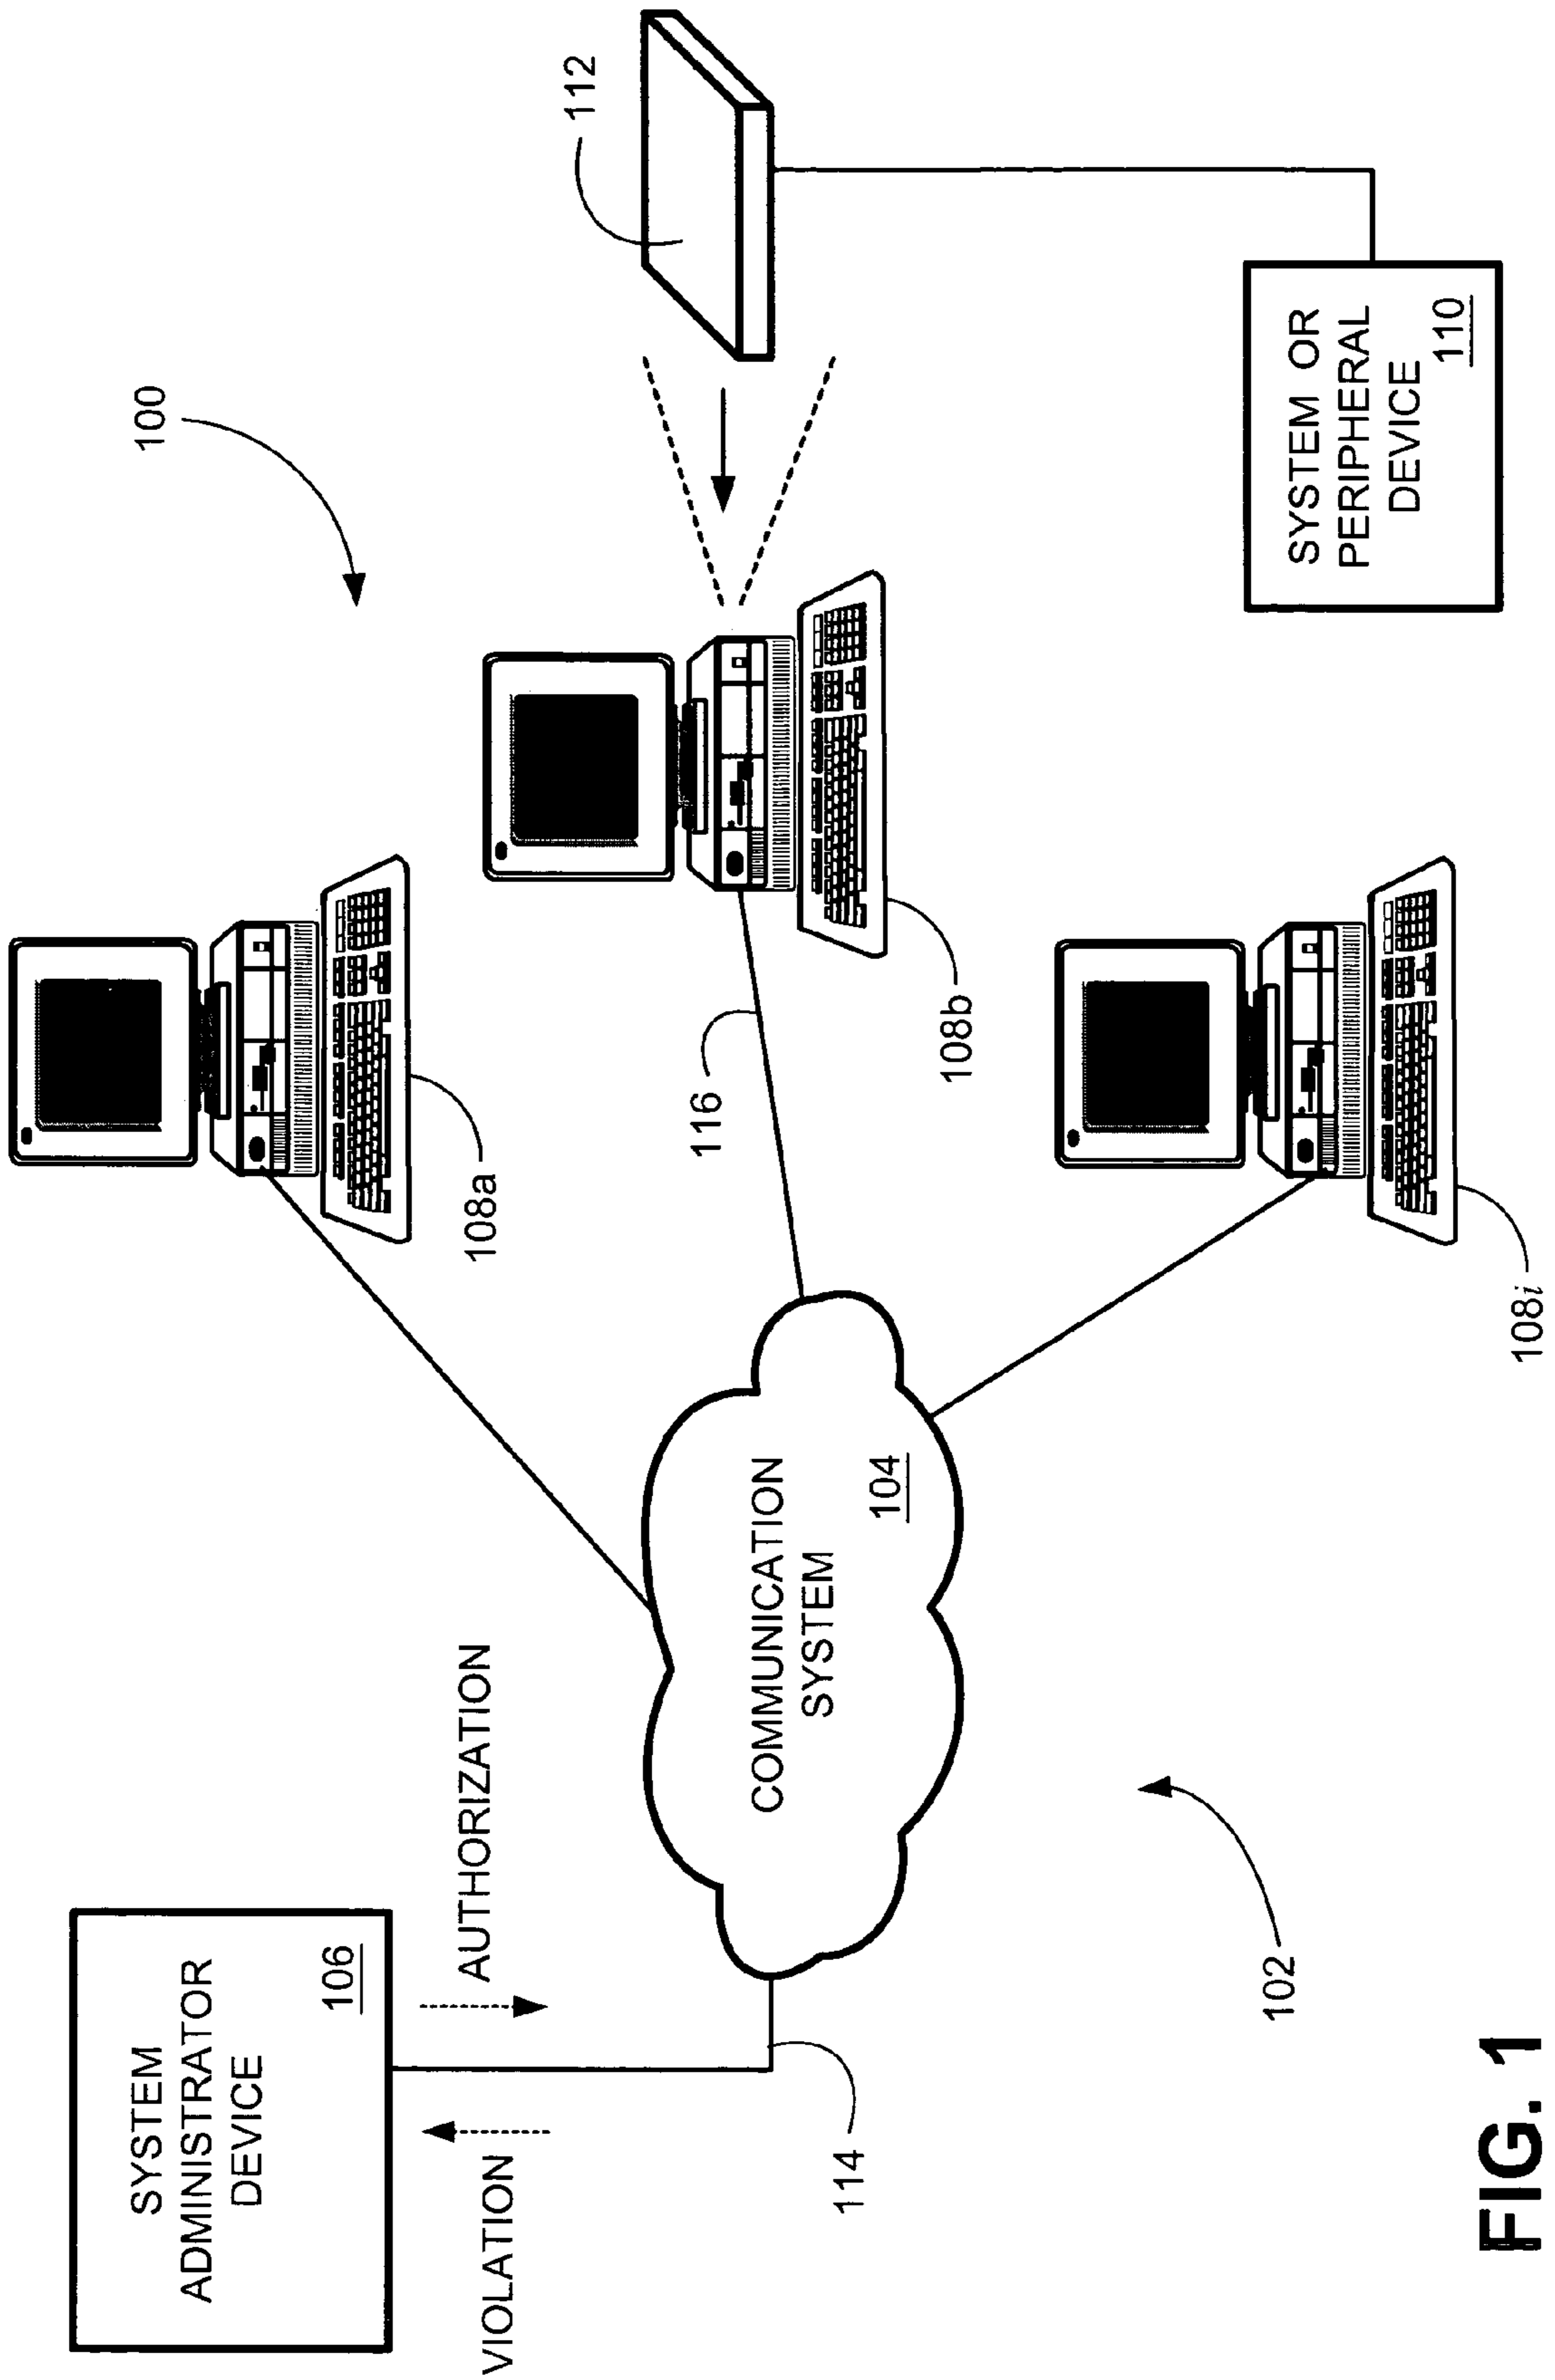 SYSTEM
ADMINISTRATOR
DEVICE
106
VIOLATION
AUTHORIZATION
114
COMMUNICATION
SYSTEM
104
102
100
108a
116
108b
108i
112
SYSTEM OR
PERIPHERAL
DEVICE
110
FIG. 1